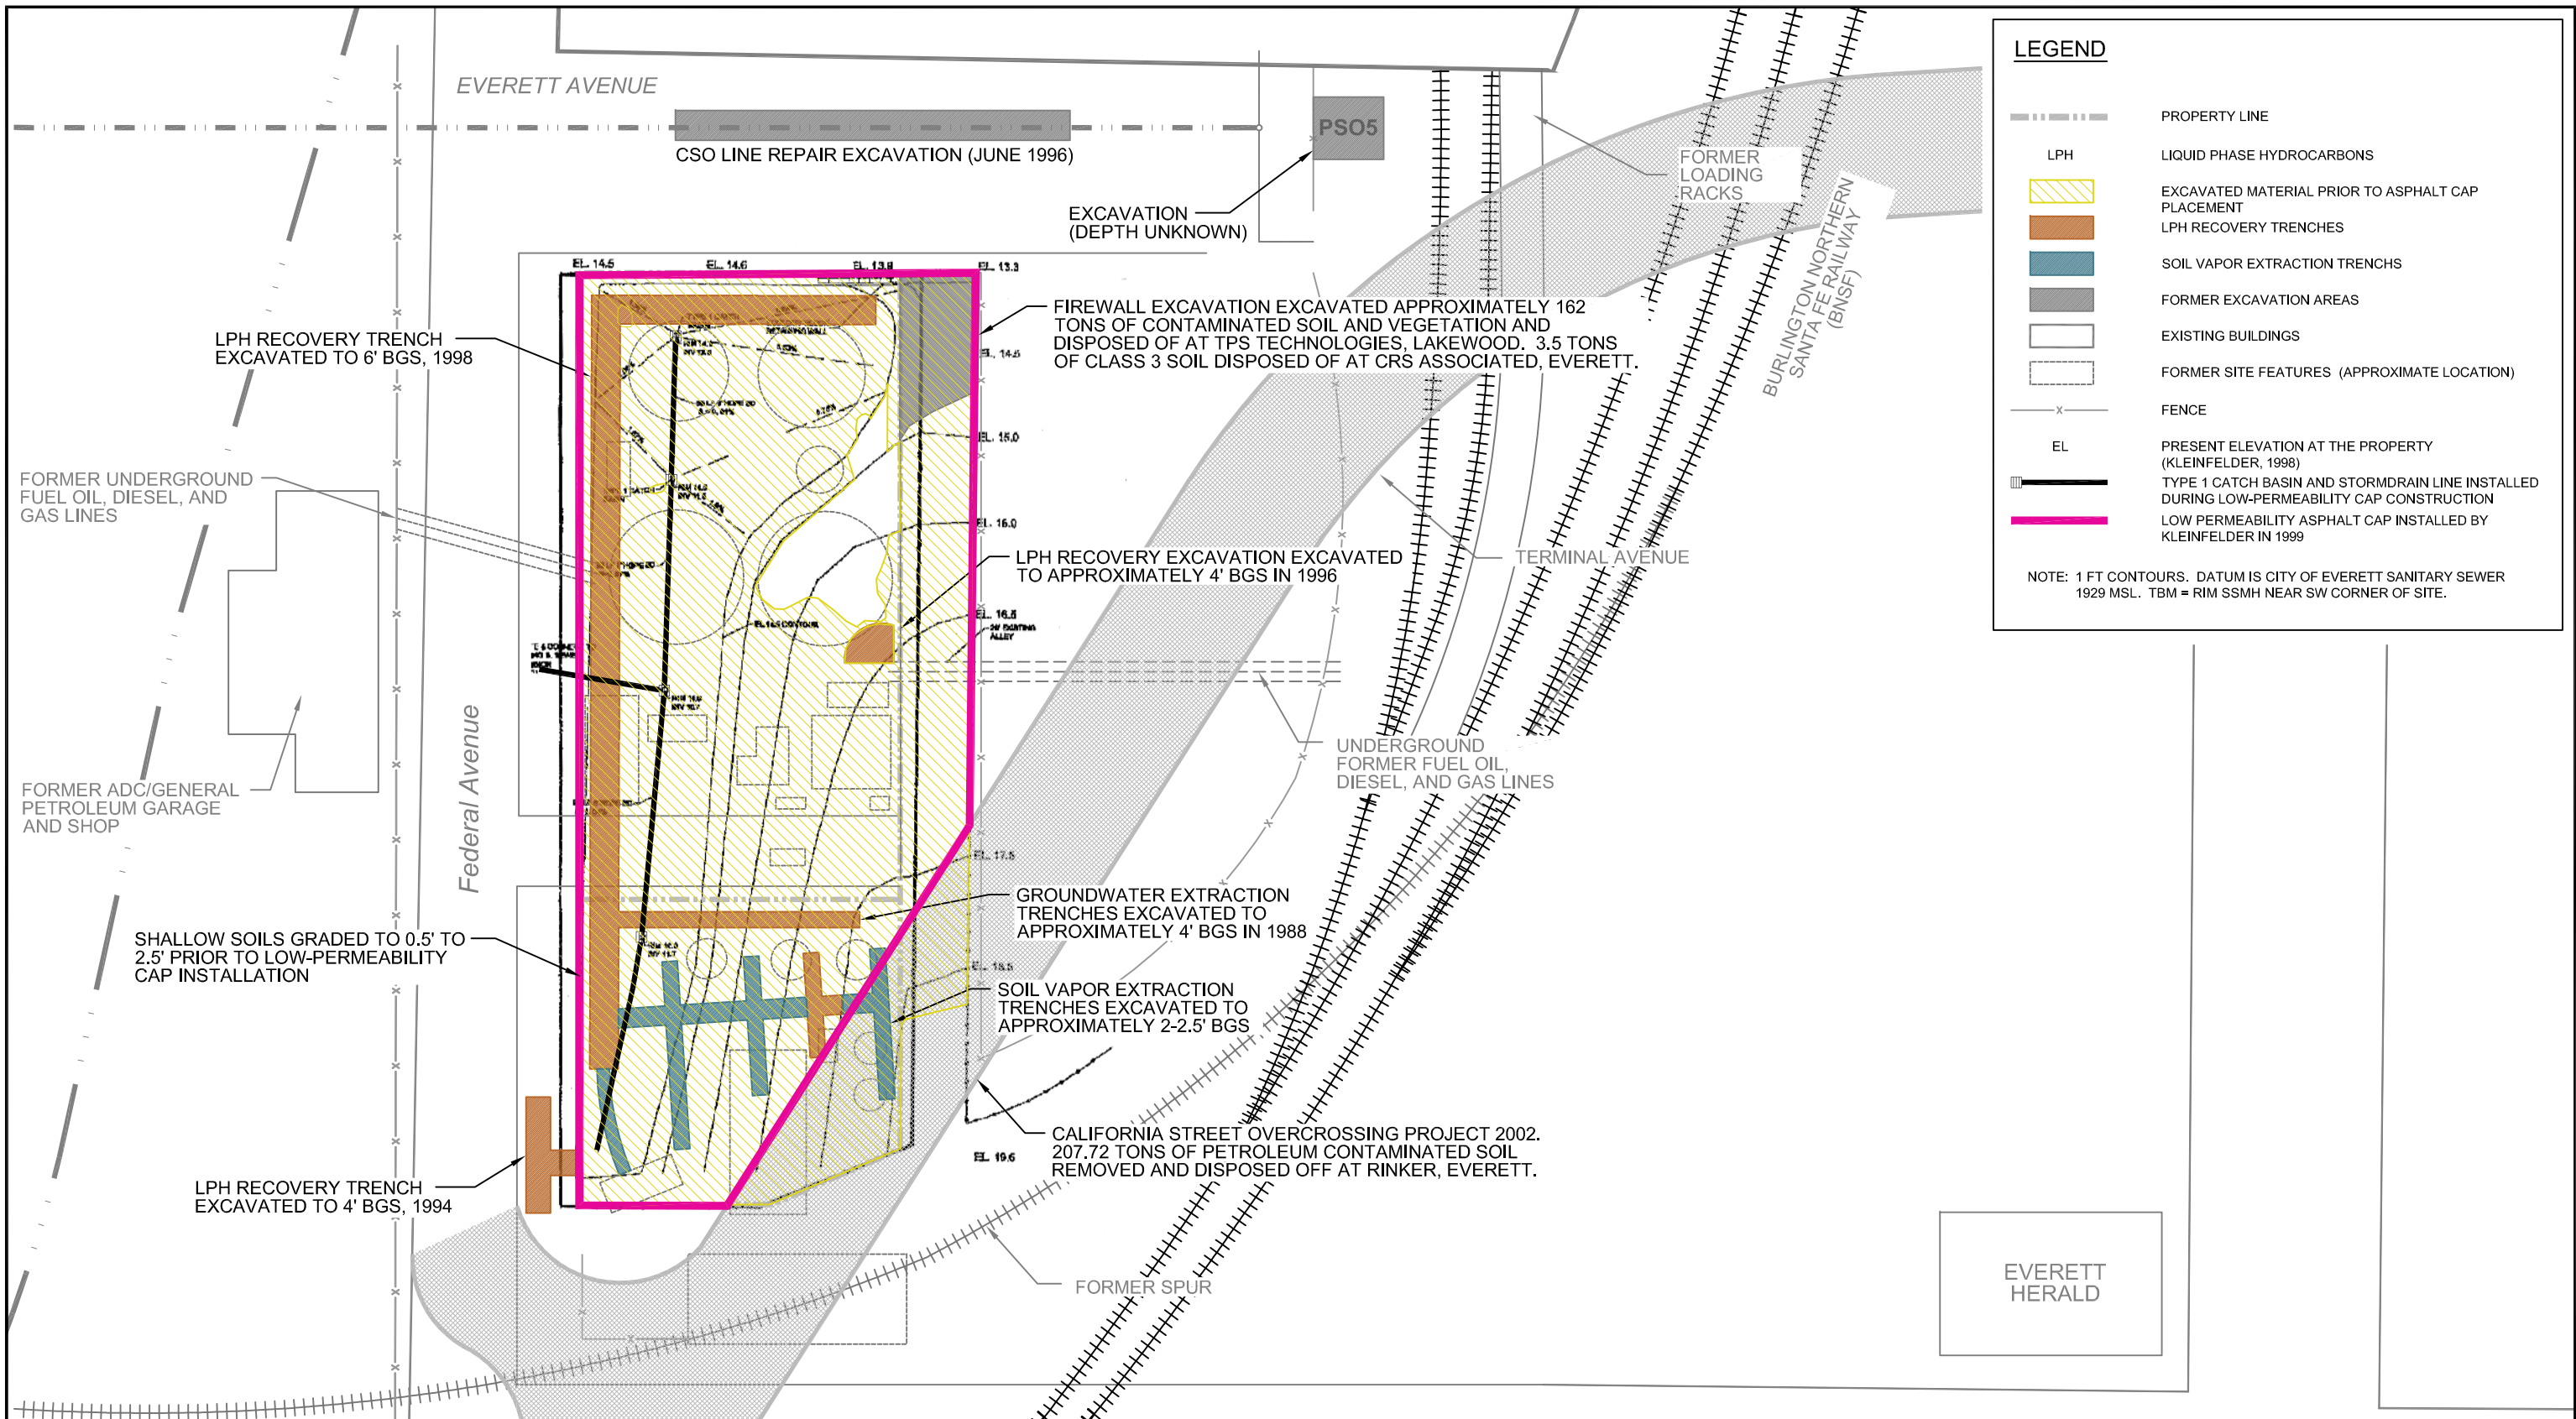 EVERETT AVENUE
CSO LINE REPAIR EXCAVATION (JUNE 1996)
PSO5
EXCAVATION
(DEPTH UNKNOWN)
FORMER
LOADING
RACKS
BURLINGTON NORTHERN
SANTA FE RAILWAY
(BNSF)
EL. 14.5
EL. 14.6
EL. 13.8
EL. 13.3
FIREWALL EXCAVATION EXCAVATED APPROXIMATELY 162
TONS OF CONTAMINATED SOIL AND VEGETATION AND
DISPOSED OF AT TPS TECHNOLOGIES, LAKEWOOD. 3.5 TONS
OF CLASS 3 SOIL DISPOSED OF AT CRS ASSOCIATED, EVERETT.
LPH RECOVERY TRENCH
EXCAVATED TO 6' BGS, 1998
EL. 14.5
EL. 15.0
FORMER UNDERGROUND
FUEL OIL, DIESEL, AND
GAS LINES
EL. 16.0
LPH RECOVERY EXCAVATION EXCAVATED
TO APPROXIMATELY 4' BGS IN 1996
TERMINAL AVENUE
EL. 16.5
ALLEY
UNDERGROUND
FORMER FUEL OIL,
DIESEL, AND GAS LINES
FORMER ADC/GENERAL
PETROLEUM GARAGE
AND SHOP
Federal Avenue
EL. 17.5
GROUNDWATER EXTRACTION
TRENCHES EXCAVATED TO
APPROXIMATELY 4' BGS IN 1988
SHALLOW SOILS GRADED TO 0.5' TO
2.5' PRIOR TO LOW-PERMEABILITY
CAP INSTALLATION
EL. 18.5
SOIL VAPOR EXTRACTION
TRENCHES EXCAVATED TO
APPROXIMATELY 2-2.5' BGS
CALIFORNIA STREET OVERCROSSING PROJECT 2002.
207.72 TONS OF PETROLEUM CONTAMINATED SOIL
REMOVED AND DISPOSED OFF AT RINKER, EVERETT.
EL. 19.6
LPH RECOVERY TRENCH
EXCAVATED TO 4' BGS, 1994
FORMER SPUR
EVERETT
HERALD
LEGEND
PROPERTY LINE
LPH LIQUID PHASE HYDROCARBONS
EXCAVATED MATERIAL PRIOR TO ASPHALT CAP
PLACEMENT
LPH RECOVERY TRENCHES
SOIL VAPOR EXTRACTION TRENCHS
FORMER EXCAVATION AREAS
EXISTING BUILDINGS
FORMER SITE FEATURES (APPROXIMATE LOCATION)
FENCE
EL PRESENT ELEVATION AT THE PROPERTY
(KLEINFELDER, 1998)
TYPE 1 CATCH BASIN AND STORMDRAIN LINE INSTALLED
DURING LOW-PERMEABILITY CAP CONSTRUCTION
LOW PERMEABILITY ASPHALT CAP INSTALLED BY
KLEINFELDER IN 1999
NOTE: 1 FT CONTOURS. DATUM IS CITY OF EVERETT SANITARY SEWER
1929 MSL. TBM = RIM SSMH NEAR SW CORNER OF SITE.